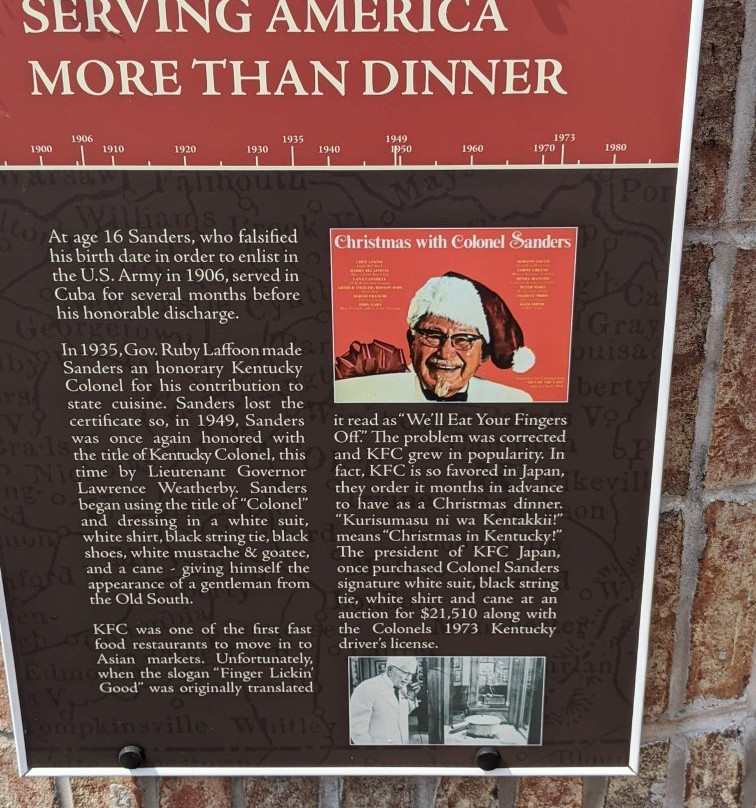 SERVING AMERICA
MORE THAN DINNER
1906 1935 1949 1973
1900 1910 1920 1930 1940 1950 1960 1970 1980
At age 16 Sanders, who falsified
his birth date in order to enlist in
the U.S. Army in 1906, served in
Cuba for several months before
his honorable discharge.
In 1935, Gov. Ruby Laffoon made
Sanders an honorary Kentucky
Colonel for his contribution to
state cuisine. Sanders lost the
certificate so, in 1949, Sanders
was once again honored with
the title of Kentucky Colonel, this
time by Lieutenant Governor
Lawrence Weatherby. Sanders
began using the title of "Colonel"
and dressing in a white suit,
white shirt, black string tie, black
shoes, white mustache & goatee,
and a cane - giving himself the
appearance of a gentleman from
the Old South.
KFC was one of the first fast
food restaurants to move in to
Asian markets. Unfortunately,
when the slogan "Finger Lickin'
Good" was originally translated
Christmas with Colonel Sanders
it read as "We'll Eat Your Fingers
Off." The problem was corrected
and KFC grew in popularity. In
fact, KFC is so favored in Japan,
they order it months in advance
to have as a Christmas dinner.
"Kurisumasu ni wa Kentakkii!"
means "Christmas in Kentucky!"
The president of KFC Japan,
once purchased Colonel Sanders
signature white suit, black string
tie, white shirt and cane at an
auction for $21,510 along with
the Colonels 1973 Kentucky
driver's license.